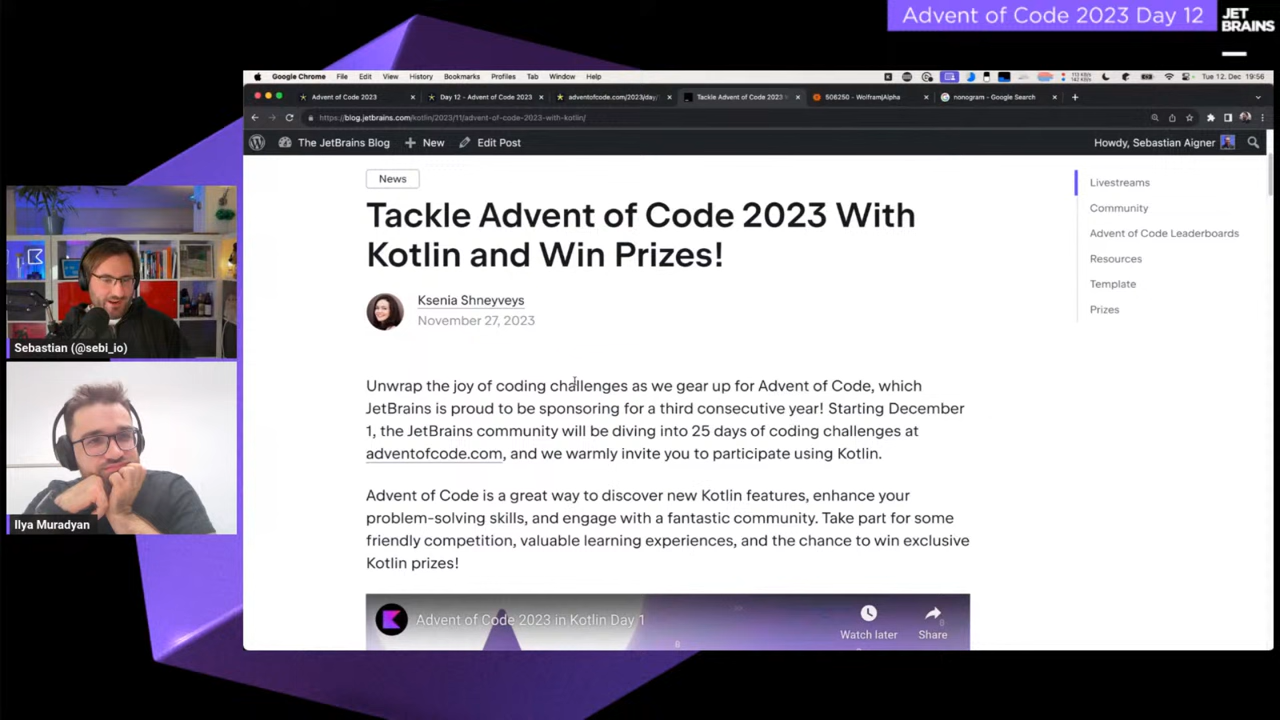 Advent of Code 2023 Day 12
JET
BRAINS
Google Chrome File Edit View History Bookmarks Profiles Tab Window Help
Tue 12. Dec 19:56
Advent of Code 2023
Day 12 - Advent of Code 2023
adventofcode.com/2023/day/
Tackle Advent of Code 2023 W
506250 - Wolfram|Alpha
nonogram - Google Search
https://blog.jetbrains.com/kotlin/2023/11/advent-of-code-2023-with-kotlin/
The JetBrains Blog
New
Edit Post
Howdy, Sebastian Aigner
News
Tackle Advent of Code 2023 With
Kotlin and Win Prizes!
Ksenia Shneyveys
November 27, 2023
Unwrap the joy of coding challenges as we gear up for Advent of Code, which
JetBrains is proud to be sponsoring for a third consecutive year! Starting December
1, the JetBrains community will be diving into 25 days of coding challenges at
adventofcode.com, and we warmly invite you to participate using Kotlin.
Advent of Code is a great way to discover new Kotlin features, enhance your
problem-solving skills, and engage with a fantastic community. Take part for some
friendly competition, valuable learning experiences, and the chance to win exclusive
Kotlin prizes!
Advent of Code 2023 in Kotlin Day 1
Watch later
Share
Livestreams
Community
Advent of Code Leaderboards
Resources
Template
Prizes
Sebastian (@sebi_io)
Ilya Muradyan